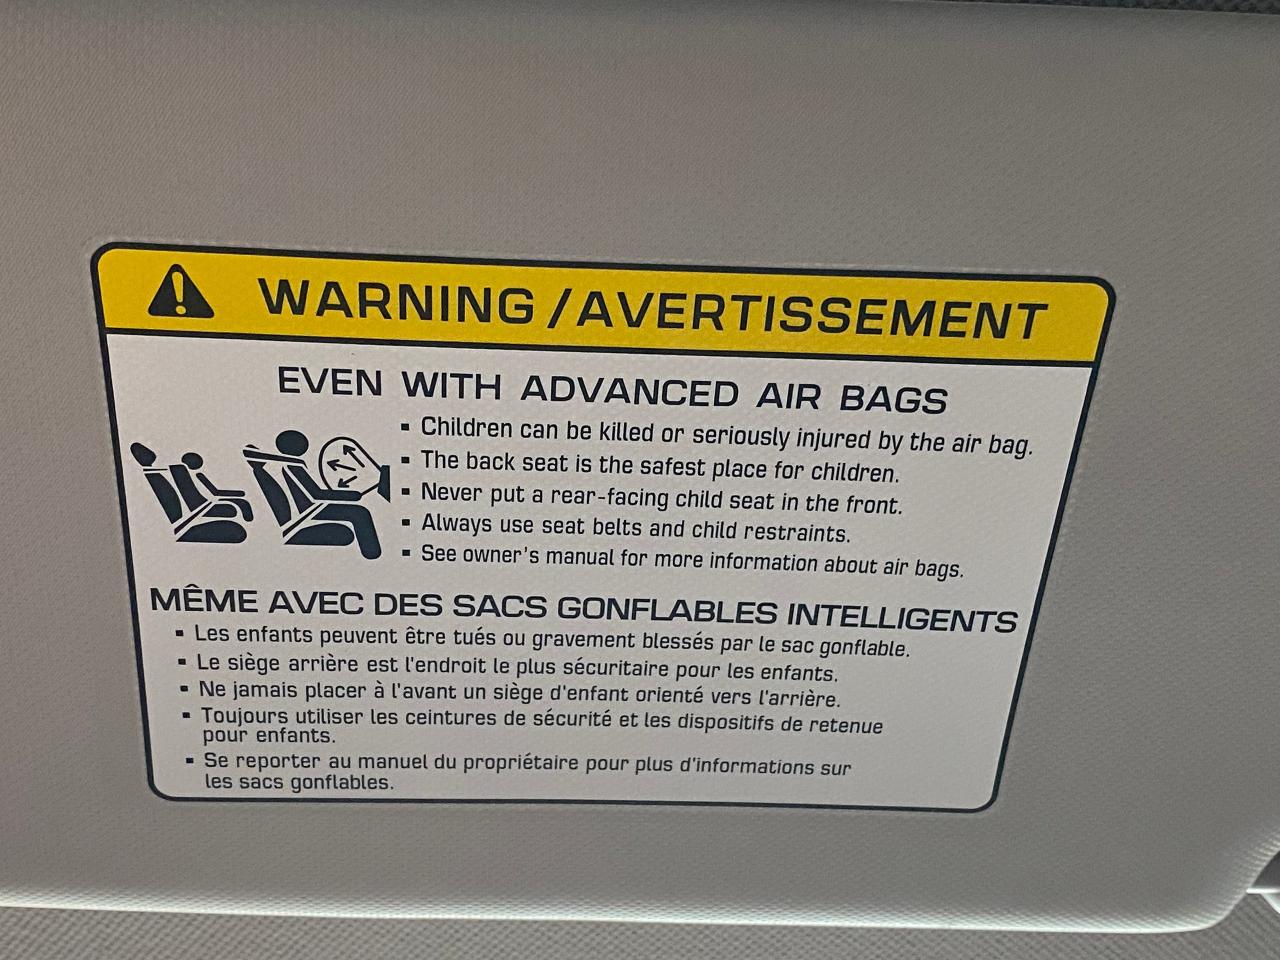 WARNING/AVERTISSEMENT
EVEN WITH ADVANCED AIR BAGS
▪ Children can be killed or seriously injured by the air bag.
▪ The back seat is the safest place for children.
▪ Never put a rear-facing child seat in the front.
▪ Always use seat belts and child restraints.
▪ See owner's manual for more information about air bags.
MÊME AVEC DES SACS GONFLABLES INTELLIGENTS
▪ Les enfants peuvent être tués ou gravement blessés par le sac gonflable.
▪ Le siège arrière est l'endroit le plus sécuritaire pour les enfants.
▪ Ne jamais placer à l'avant un siège d'enfant orienté vers l'arrière.
▪ Toujours utiliser les ceintures de sécurité et les dispositifs de retenue
pour enfants.
▪ Se reporter au manuel du propriétaire pour plus d'informations sur
les sacs gonflables.